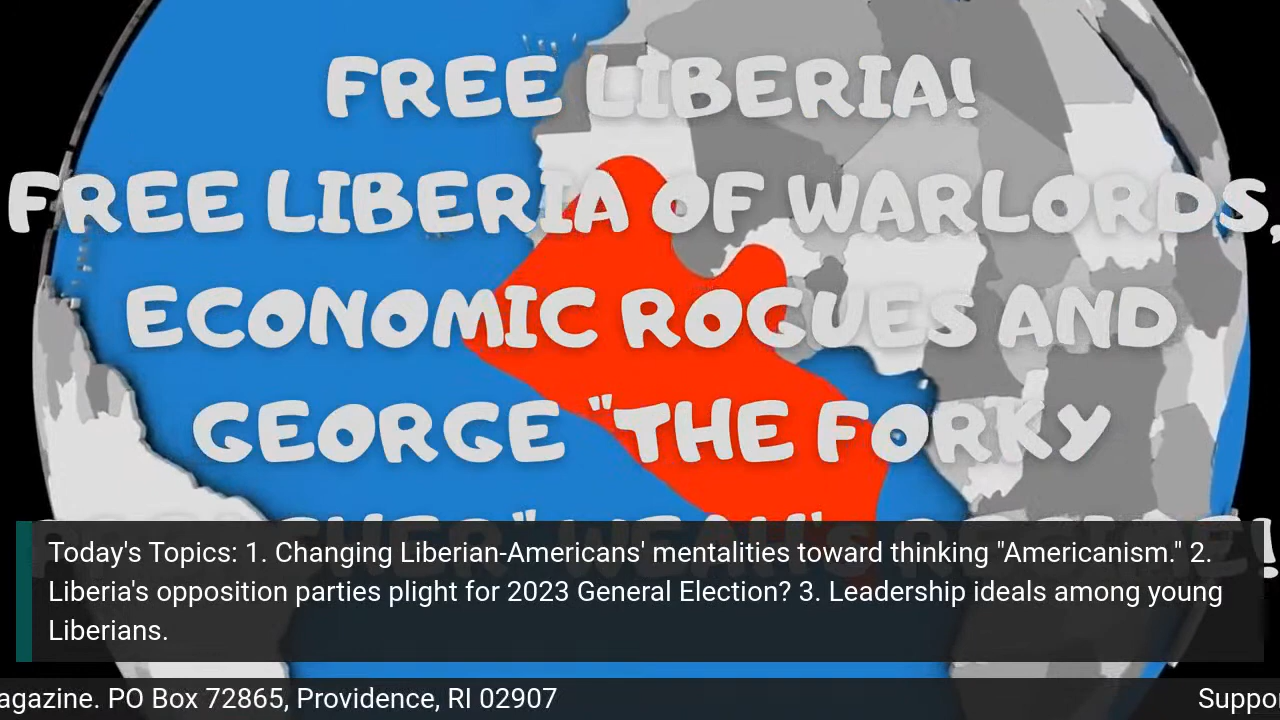 FREE LIBERIA!
FREE LIBERIA OF WARLORDS,
ECONOMIC ROGUES AND
GEORGE "THE FORKY
WEAH'S REGIME!
Today's Topics: 1. Changing Liberian-Americans' mentalities toward thinking "Americanism." 2.
Liberia's opposition parties plight for 2023 General Election? 3. Leadership ideals among young
Liberians.
agazine. PO Box 72865, Providence, RI 02907 Suppor